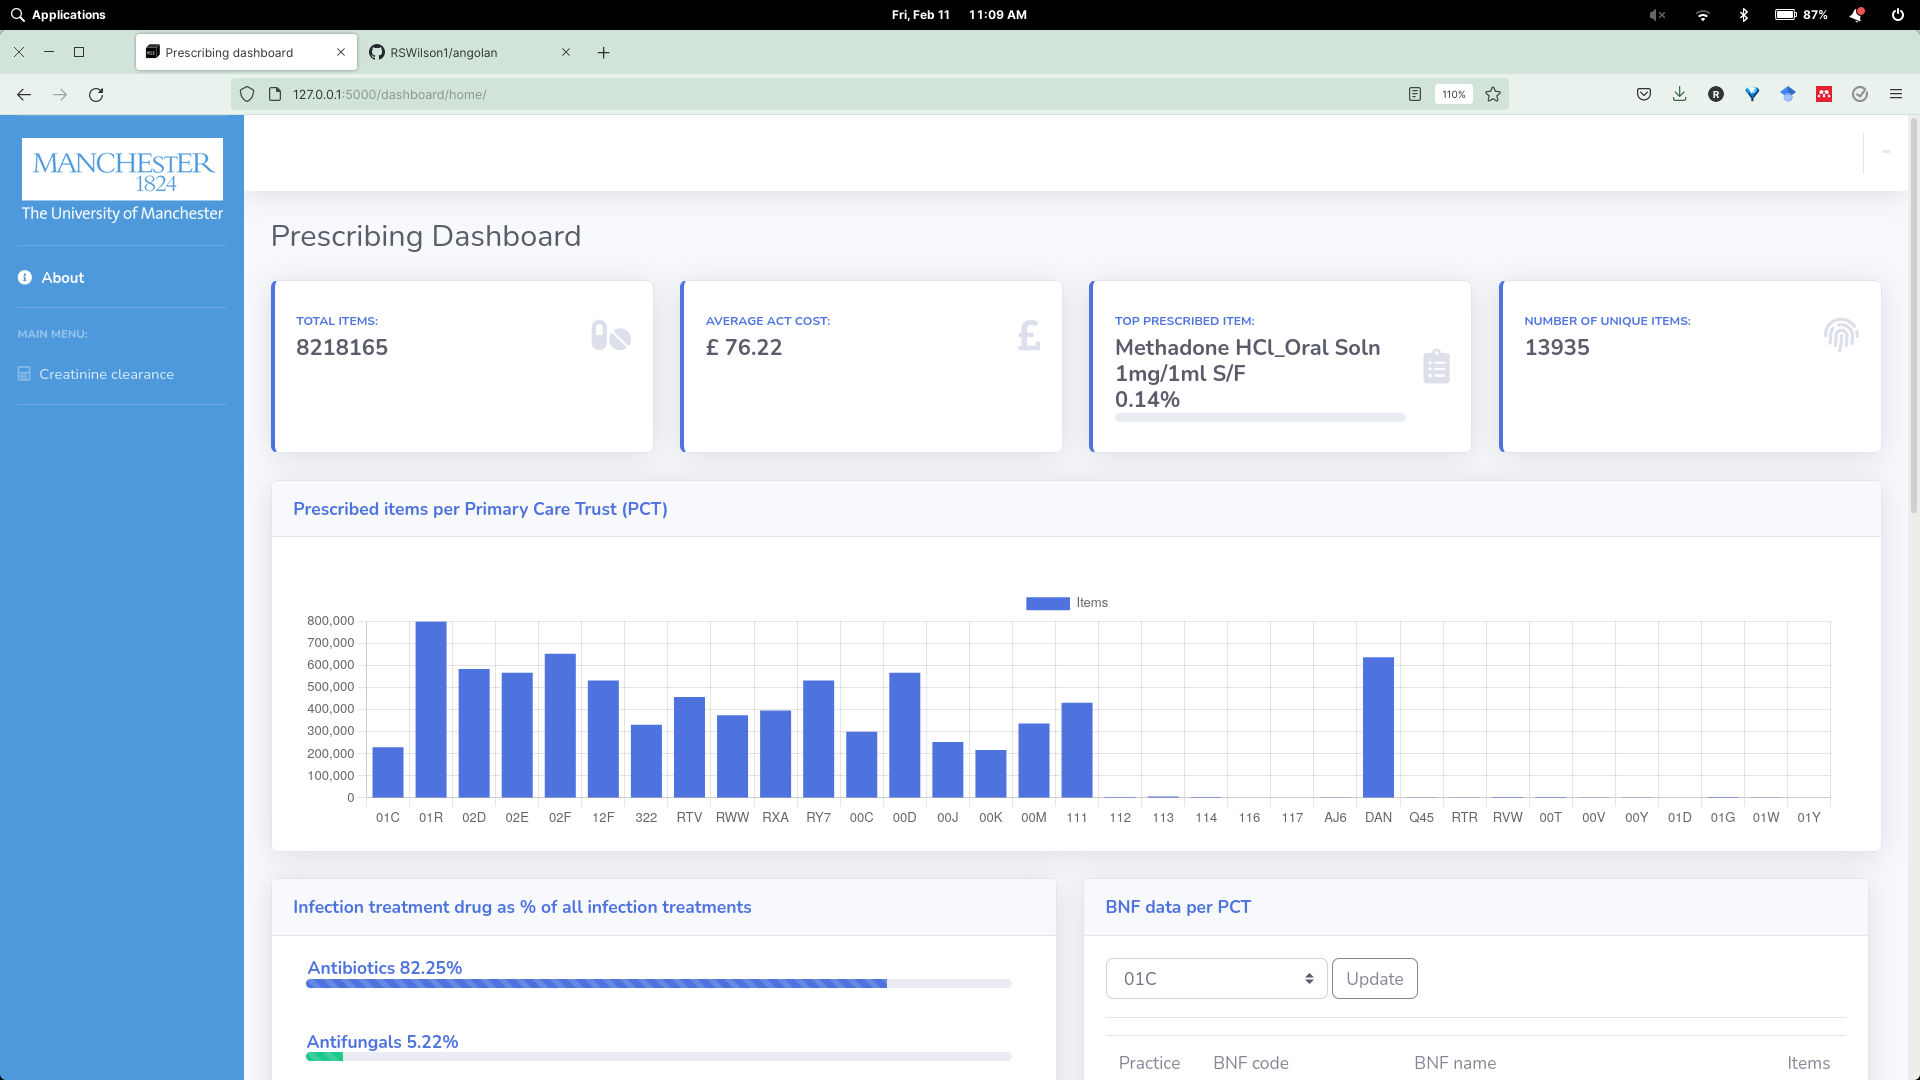 Applications
Fri, Feb 11 11:09 AM
87%
Prescribing dashboard
RSWilson1/angolan
127.0.0.1:5000/dashboard/home/
110%
MANCHESTER
1824
The University of Manchester
About
MAIN MENU:
Creatinine clearance
Prescribing Dashboard
TOTAL ITEMS:
8218165
AVERAGE ACT COST:
£ 76.22
TOP PRESCRIBED ITEM:
Methadone HCl_Oral Soln
1mg/1ml S/F
0.14%
NUMBER OF UNIQUE ITEMS:
13935
Prescribed items per Primary Care Trust (PCT)
Items
800,000
700,000
600,000
500,000
400,000
300,000
200,000
100,000
0
01C 01R 02D 02E 02F 12F 322 RTV RWW RXA RY7 00C 00D 00J 00K 00M 111 112 113 114 116 117 AJ6 DAN Q45 RTR RVW 00T 00V 00Y 01D 01G 01W 01Y
Infection treatment drug as % of all infection treatments
Antibiotics 82.25%
Antifungals 5.22%
BNF data per PCT
01C
Update
Practice BNF code BNF name Items